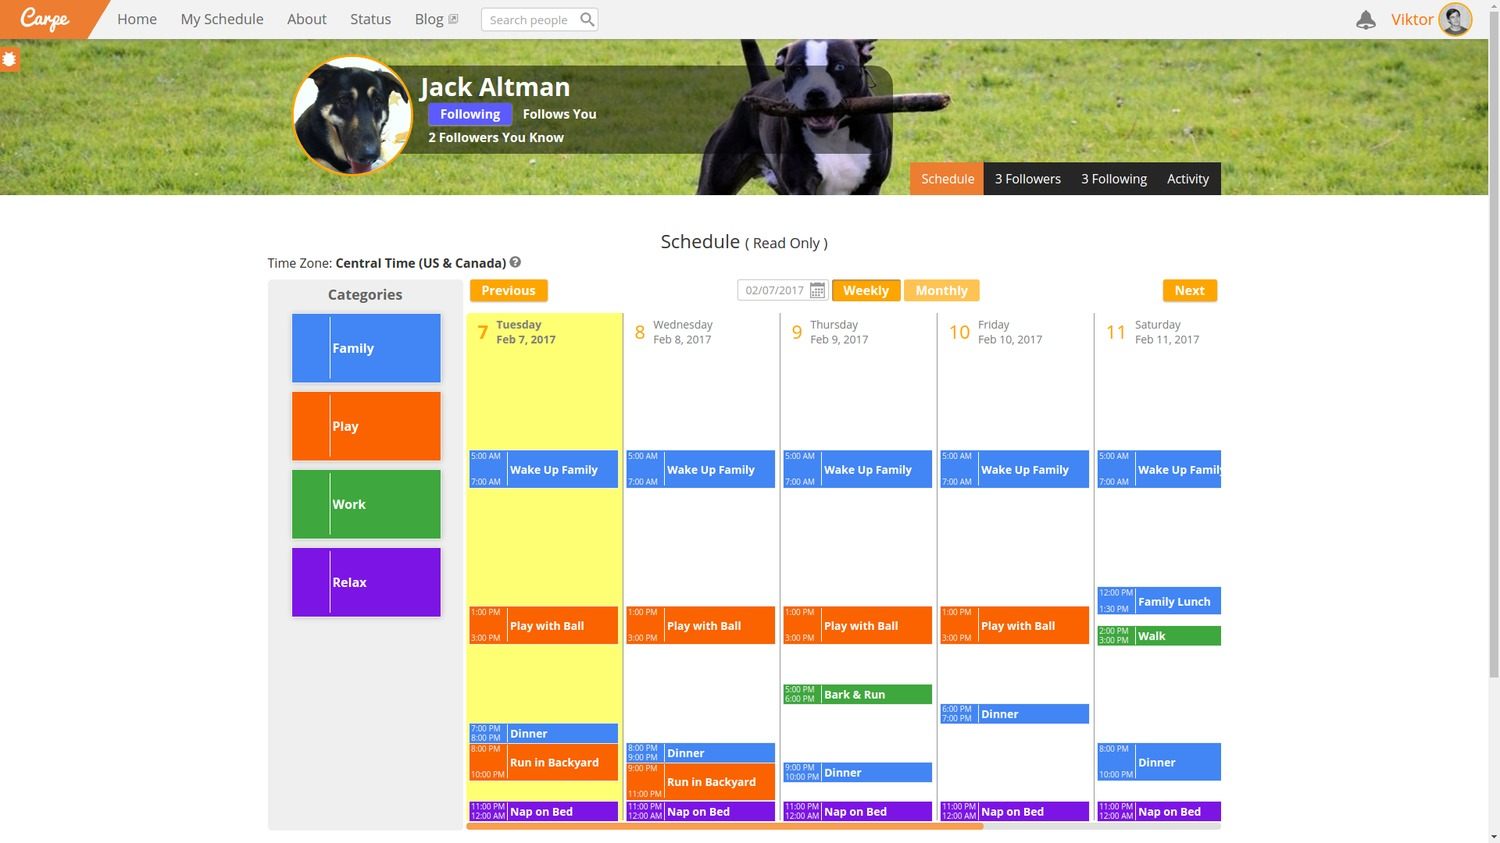 Carpe
Home My Schedule About Status Blog
Search people
Viktor
Jack Altman
Following Follows You
2 Followers You Know
Schedule 3 Followers 3 Following Activity
Schedule ( Read Only )
Time Zone: Central Time (US & Canada) ?
Categories
Family
Play
Work
Relax
Previous 02/07/2017 Weekly Monthly Next
7 Tuesday
Feb 7, 2017
5:00 AM
Wake Up Family
7:00 AM
1:00 PM
Play with Ball
3:00 PM
7:00 PM
Dinner
8:00 PM
8:00 PM
Run in Backyard
10:00 PM
11:00 PM
Nap on Bed
12:00 AM
8 Wednesday
Feb 8, 2017
5:00 AM
Wake Up Family
7:00 AM
1:00 PM
Play with Ball
3:00 PM
8:00 PM
Dinner
9:00 PM
9:00 PM
Run in Backyard
11:00 PM
11:00 PM
Nap on Bed
12:00 AM
9 Thursday
Feb 9, 2017
5:00 AM
Wake Up Family
7:00 AM
1:00 PM
Play with Ball
3:00 PM
5:00 PM
Bark & Run
6:00 PM
9:00 PM
Dinner
10:00 PM
11:00 PM
Nap on Bed
12:00 AM
10 Friday
Feb 10, 2017
5:00 AM
Wake Up Family
7:00 AM
1:00 PM
Play with Ball
3:00 PM
6:00 PM
Dinner
7:00 PM
11:00 PM
Nap on Bed
12:00 AM
11 Saturday
Feb 11, 2017
5:00 AM
Wake Up Family
7:00 AM
12:00 PM
Family Lunch
1:30 PM
2:00 PM
Walk
3:00 PM
8:00 PM
Dinner
10:00 PM
11:00 PM
Nap on Bed
12:00 AM